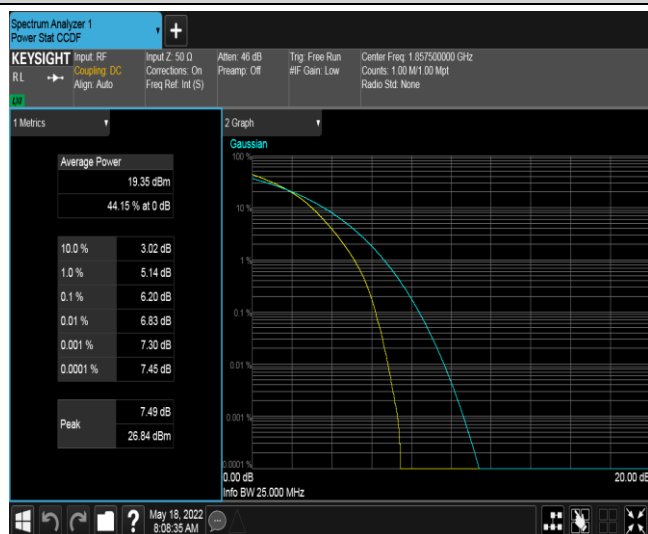 Spectrum Analyzer 1
Power Stat CCDF
KEYSIGHT
RL
LXI
Input: RF
Coupling: DC
Align: Auto
Input Z: 50 Ω
Corrections: On
Freq Ref: Int (S)
Atten: 46 dB
Preamp: Off
Trig: Free Run
#IF Gain: Low
Center Freq: 1.857500000 GHz
Counts: 1.00 M/1.00 Mpt
Radio Std: None
1 Metrics
Average Power
19.35 dBm
44.15 % at 0 dB
10.0 % 3.02 dB
1.0 % 5.14 dB
0.1 % 6.20 dB
0.01 % 6.83 dB
0.001 % 7.30 dB
0.0001 % 7.45 dB
Peak
7.49 dB
26.84 dBm
2 Graph
Gaussian
100 %
10 %
1 %
0.1 %
0.01 %
0.001 %
0.0001 %
0.00 dB
20.00 dB
Info BW 25.000 MHz
?
May 18, 2022
8:08:35 AM